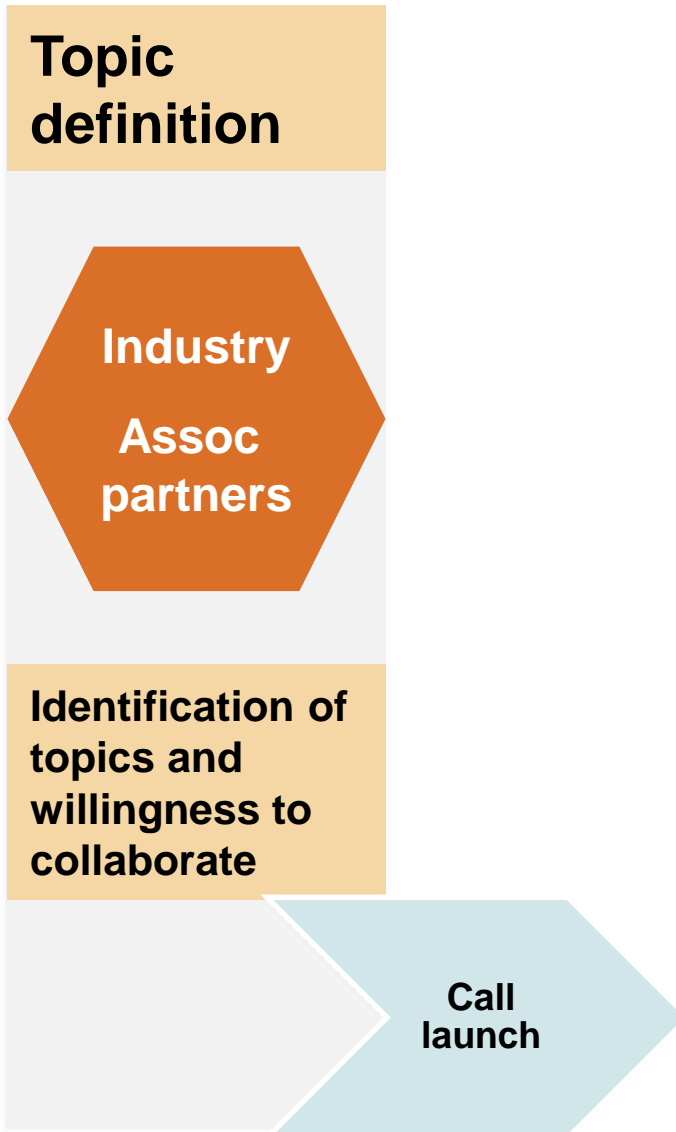 Topic
definition
Industry
Assoc
partners
Identification of
topics and
willingness to
collaborate
Call
launch